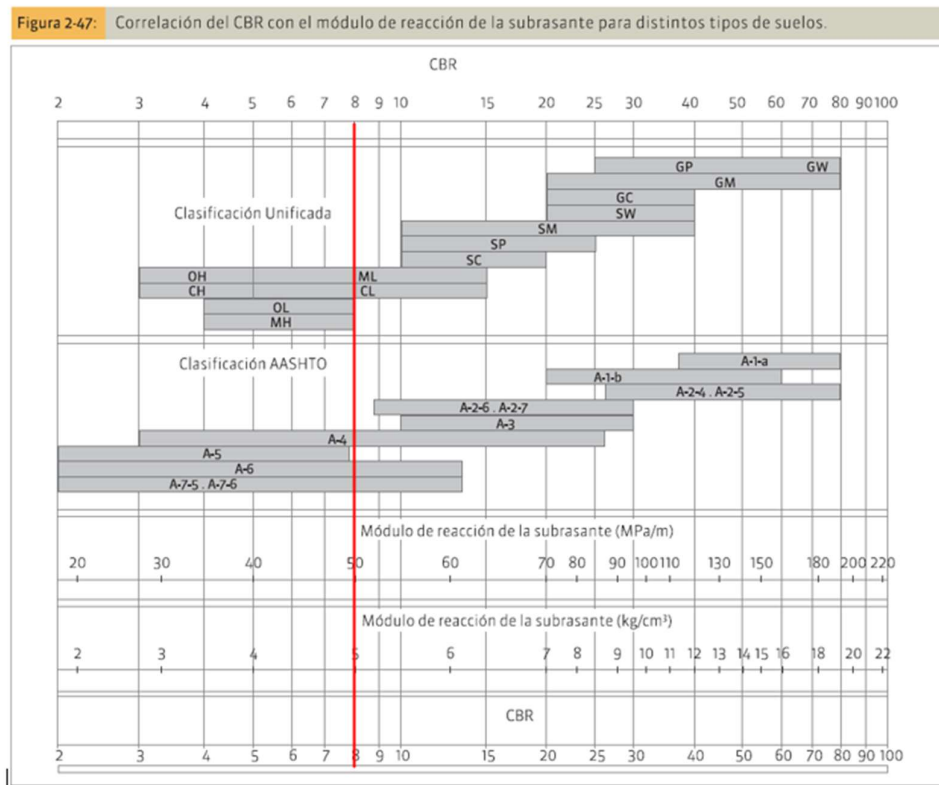 Figura 2-47: Correlación del CBR con el módulo de reacción de la subrasante para distintos tipos de suelos.
CBR
2 3 4 5 6 7 8 9 10 15 20 25 30 40 50 60 70 80 100
GP GW
GM
GC
Clasificación Unificada SW
SM
SP
SC
OH ML
CH CL
OL
MH
Clasificación AASHTO A-1-a
A-1-b
A-2-4 . A-2-5
A-2-6 . A-2-7
A-3
A-4
A-5
A-6
A-7-5 . A-7-6
Módulo de reacción de la subrasante (MPa/m)
20 30 40 50 60 70 80 90 100 110 130 150 180 200 220
Módulo de reacción de la subrasante (kg/cm³)
2 3 4 5 6 7 8 9 10 11 12 13 14 15 16 18 20 22
CBR
2 3 4 5 6 7 8 9 10 15 20 25 30 40 50 60 70 80 100